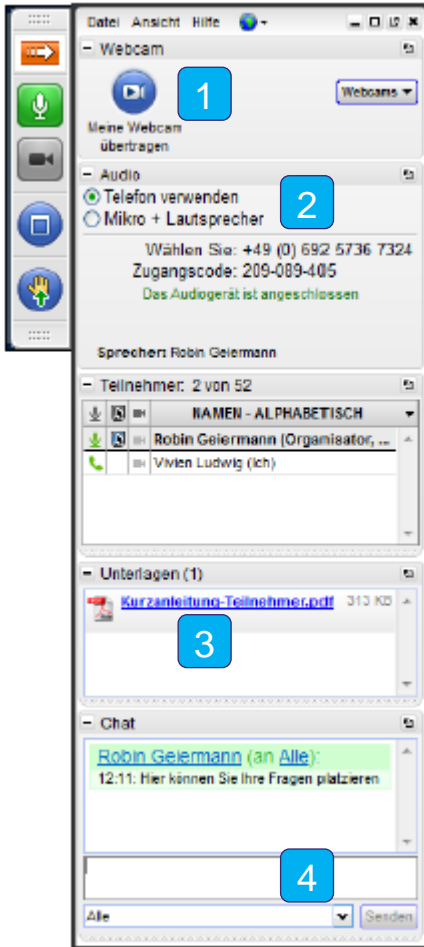 Datei Ansicht Hilfe
Webcam
1
Webcams
Meine Webcam
übertragen
Audio
Telefon verwenden
2
Mikro + Lautsprecher
Wählen Sie: +49 (0) 692 5736 7324
Zugangscode: 209-089-405
Das Audiogerät ist angeschlossen
Sprecher: Robin Geiermann
Teilnehmer: 2 von 52
NAMEN - ALPHABETISCH
Robin Geiermann (Organisator, ...
Vivien Ludwig (Ich)
Unterlagen (1)
Kurzanleitung-Teilnehmer.pdf 313 KB
3
Chat
Robin Geiermann (an Alle):
12:11: Hier können Sie Ihre Fragen platzieren
4
Alle
Senden